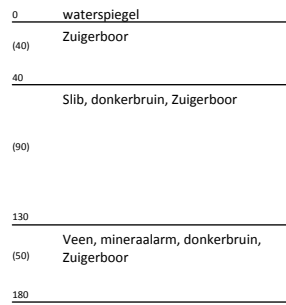 0 waterspiegel
(40) Zuigerboor
40
Slib, donkerbruin, Zuigerboor
(90)
130
Veen, mineraalarm, donkerbruin,
(50) Zuigerboor
180